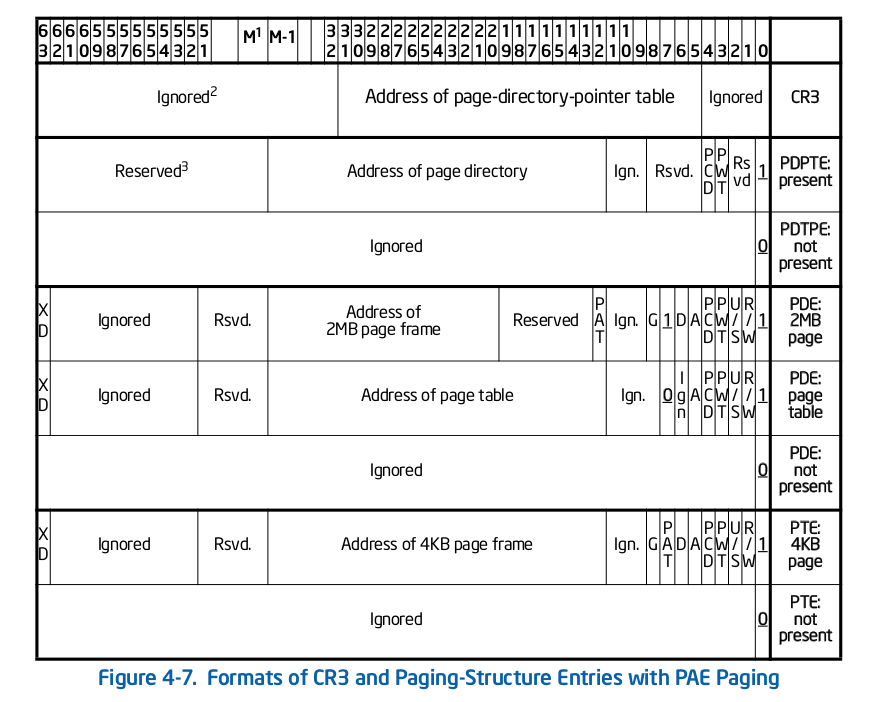 6 6 6 6 5 5 5 5 5 5 5 5 5 M¹ M-1 3 3 3 2 2 2 2 2 2 2 2 2 2 1 1 1 1 1 1 1 1 1 1 9 8 7 6 5 4 3 2 1 0
3 2 1 0 9 8 7 6 5 4 3 2 1 2 1 0 9 8 7 6 5 4 3 2 1 0 9 8 7 6 5 4 3 2 1 0
Ignored² Address of page-directory-pointer table Ignored CR3
Reserved³ Address of page directory Ign. Rsvd. PCD PWT Rsvd 1 PDPTE: present
Ignored 0 PDTPE: not present
XD Ignored Rsvd. Address of 2MB page frame Reserved PAT Ign. G 1 D A PCD PWT U/S R/W 1 PDE: 2MB page
XD Ignored Rsvd. Address of page table Ign. 0 Ign A PCD PWT U/S R/W 1 PDE: page table
Ignored 0 PDE: not present
XD Ignored Rsvd. Address of 4KB page frame Ign. G PAT D A PCD PWT U/S R/W 1 PTE: 4KB page
Ignored 0 PTE: not present
Figure 4-7. Formats of CR3 and Paging-Structure Entries with PAE Paging